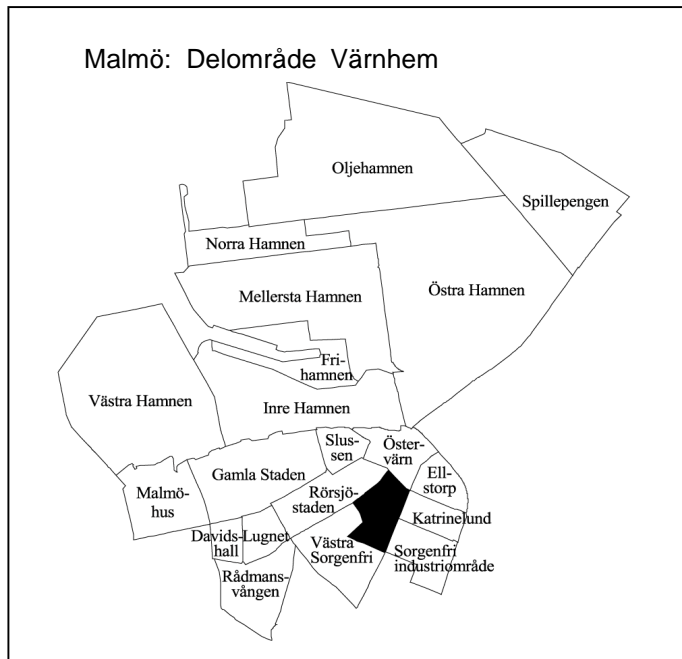 Malmö: Delområde Värnhem
Oljehamnen
Spillepengen
Norra Hamnen
Östra Hamnen
Mellersta Hamnen
Fri-
hamnen
Västra Hamnen
Inre Hamnen
Slus-
sen
Öster-
värn
Gamla Staden
Ell-
storp
Malmö-
hus
Rörsjö-
staden
Katrinelund
Davids-
hall
Lugnet
Västra
Sorgenfri
Sorgenfri
industriområde
Rådmans-
vången